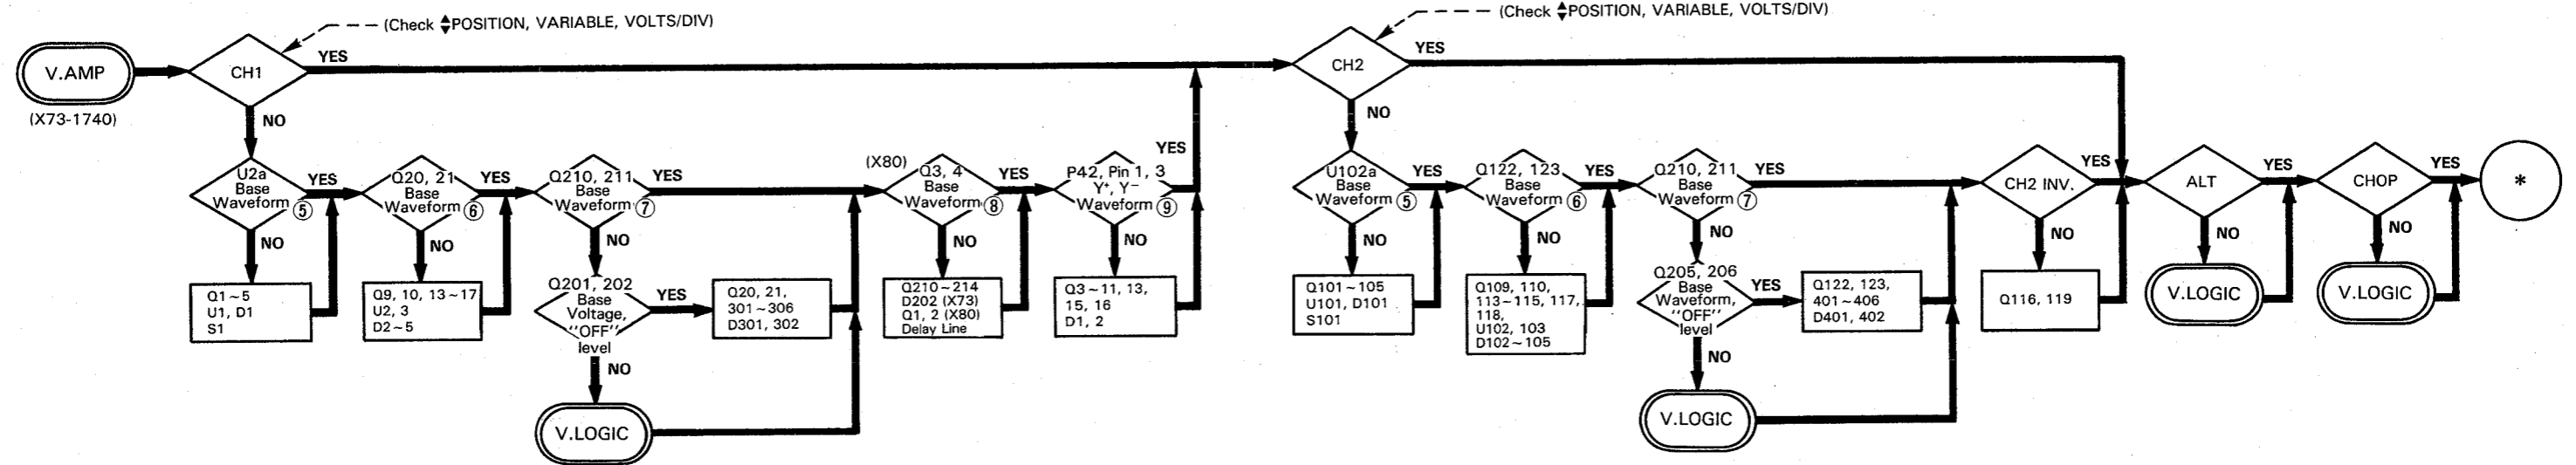 V.AMP
(X73-1740)
(Check ▲▼POSITION, VARIABLE, VOLTS/DIV)
CH1
YES
NO
U2a
Base
Waveform ⑤
YES
NO
Q1~5
U1, D1
S1
Q20, 21
Base
Waveform ⑥
YES
NO
Q9, 10, 13~17
U2, 3
D2~5
Q210, 211
Base
Waveform ⑦
YES
NO
Q201, 202
Base
Voltage,
"OFF"
level
YES
NO
Q20, 21,
301~306
D301, 302
V.LOGIC
(X80)
Q3, 4
Base
Waveform ⑧
YES
NO
Q210~214
D202 (X73)
Q1, 2 (X80)
Delay Line
P42, Pin 1, 3
Y⁺, Y⁻
Waveform ⑨
YES
NO
Q3~11, 13,
15, 16
D1, 2
(Check ▲▼POSITION, VARIABLE, VOLTS/DIV)
CH2
YES
NO
U102a
Base
Waveform ⑤
YES
NO
Q101~105
U101, D101
S101
Q122, 123
Base
Waveform ⑥
YES
NO
Q109, 110,
113~115, 117,
118,
U102, 103
D102~105
Q210, 211
Base
Waveform ⑦
YES
NO
Q205, 206
Base
Waveform,
"OFF"
level
YES
NO
Q122, 123,
401~406
D401, 402
V.LOGIC
CH2 INV.
NO
Q116, 119
ALT
YES
NO
V.LOGIC
CHOP
YES
NO
V.LOGIC
*